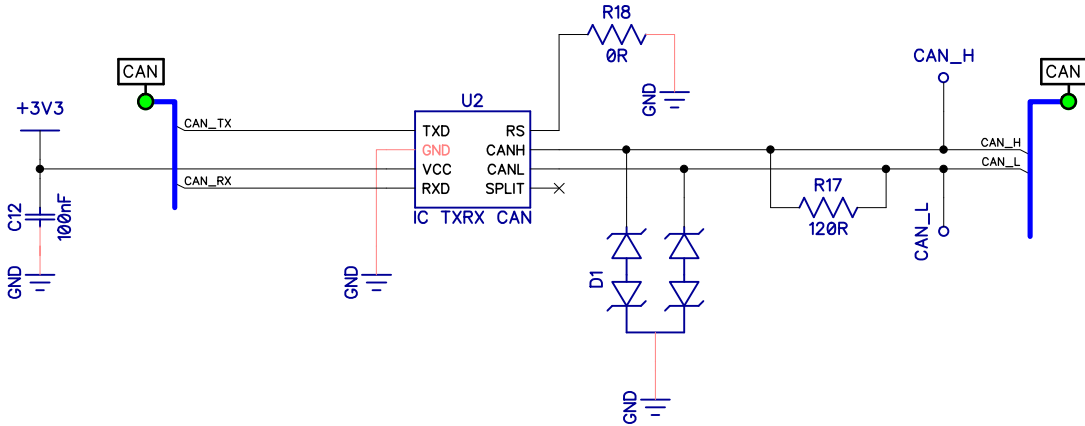 R18
0R
GND
CAN_H
CAN
CAN
+3V3
U2
CAN_TX
TXD
RS
GND
CANH
CAN_H
VCC
CANL
CAN_L
CAN_RX
RXD
SPLIT
IC TXRX CAN
R17
120R
C12
100nF
CAN_L
GND
GND
D1
GND